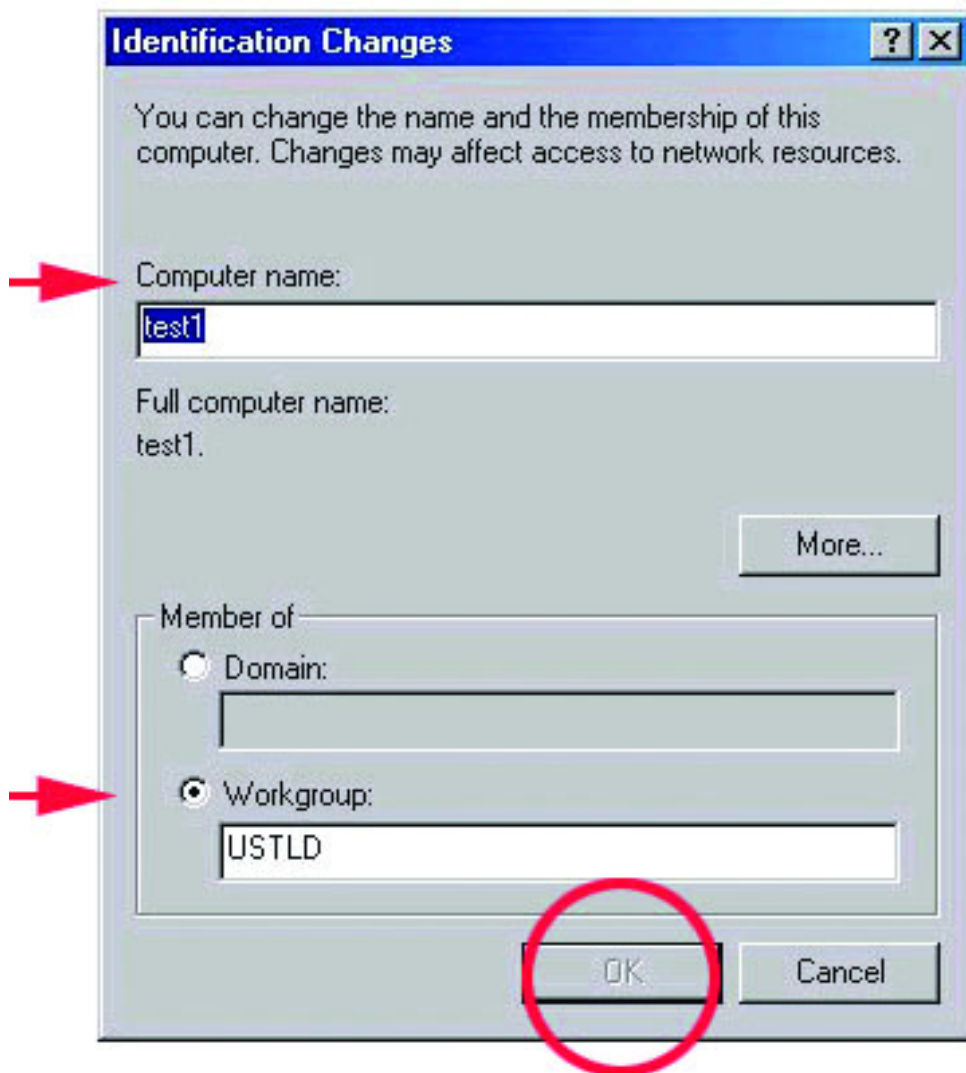 Identification Changes
You can change the name and the membership of this
computer. Changes may affect access to network resources.
Computer name:
test1
Full computer name:
test1.
More...
Member of
Domain:
Workgroup:
USTLD
OK
Cancel